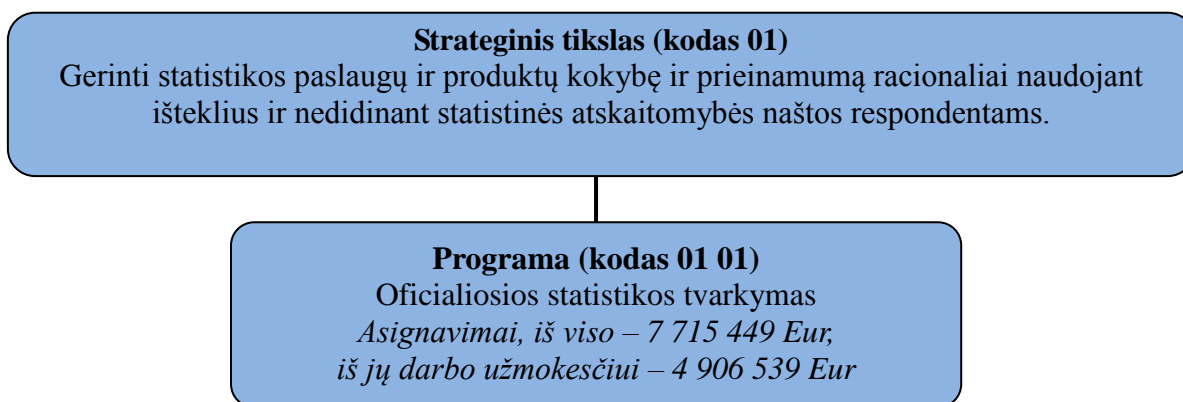 Strateginis tikslas (kodas 01)
Gerinti statistikos paslaugų ir produktų kokybę ir prieinamumą racionaliai naudojant
išteklius ir nedidinant statistinės atskaitomybės naštos respondentams.
Programa (kodas 01 01)
Oficialiosios statistikos tvarkymas
Asignavimai, iš viso – 7 715 449 Eur,
iš jų darbo užmokesčiui – 4 906 539 Eur